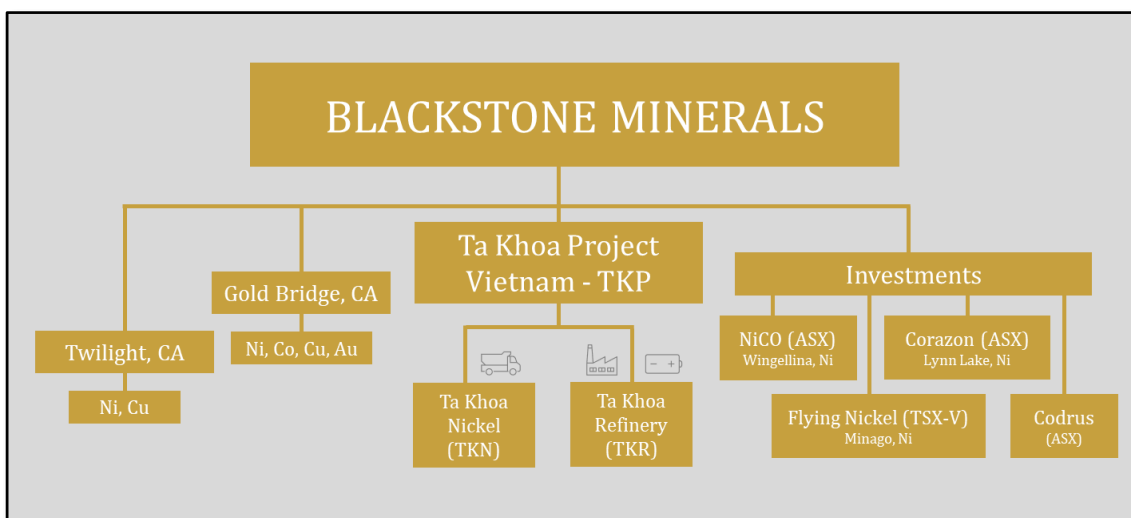 BLACKSTONE MINERALS
Twilight, CA
Ni, Cu
Gold Bridge, CA
Ni, Co, Cu, Au
Ta Khoa Project
Vietnam - TKP
Ta Khoa
Nickel
(TKN)
Ta Khoa
Refinery
(TKR)
Investments
NiCO (ASX)
Wingellina, Ni
Flying Nickel (TSX-V)
Minago, Ni
Corazon (ASX)
Lynn Lake, Ni
Codrus
(ASX)